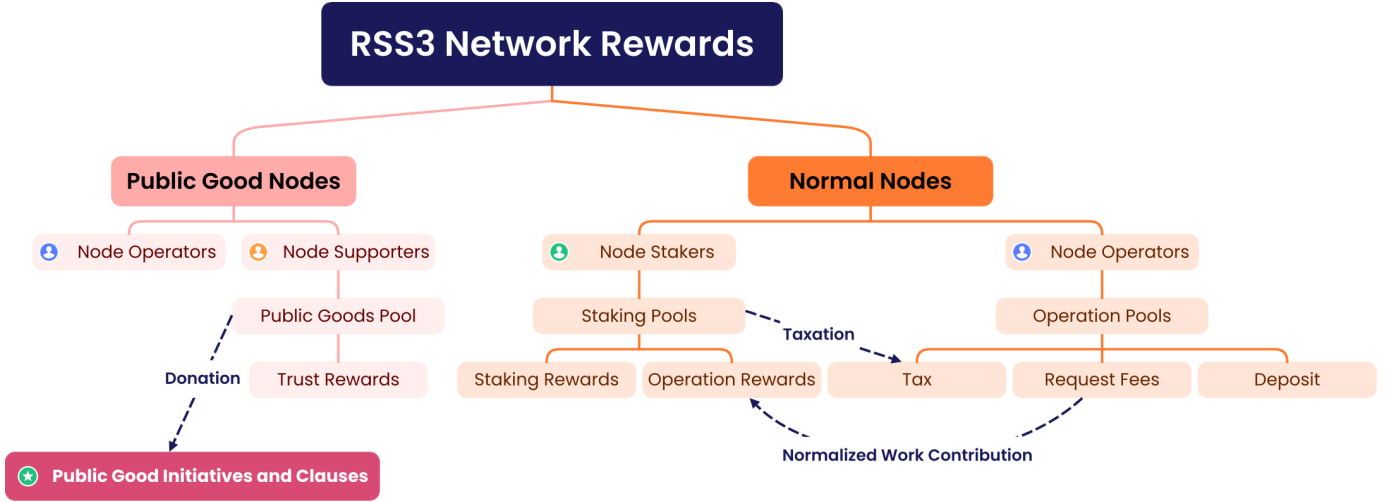 RSS3 Network Rewards
Public Good Nodes
Normal Nodes
Node Operators
Node Supporters
Node Stakers
Node Operators
Public Goods Pool
Staking Pools
Taxation
Operation Pools
Donation
Trust Rewards
Staking Rewards
Operation Rewards
Tax
Request Fees
Deposit
Normalized Work Contribution
Public Good Initiatives and Clauses